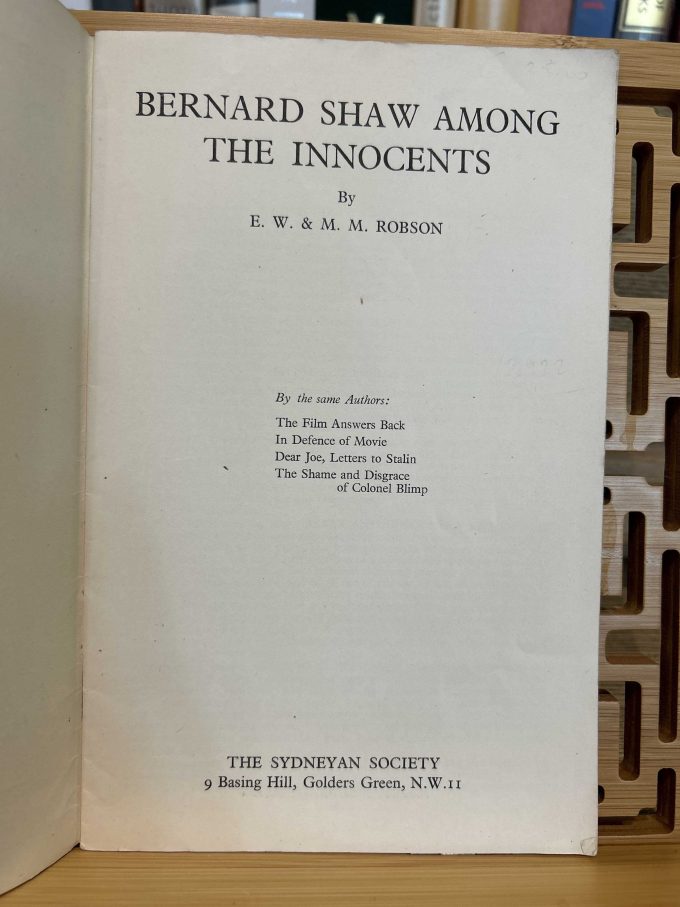 BERNARD SHAW AMONG
THE INNOCENTS
By
E. W. & M. M. ROBSON
By the same Authors:
The Film Answers Back
In Defence of Movie
Dear Joe, Letters to Stalin
The Shame and Disgrace
of Colonel Blimp
THE SYDNEYAN SOCIETY
9 Basing Hill, Golders Green, N.W.11